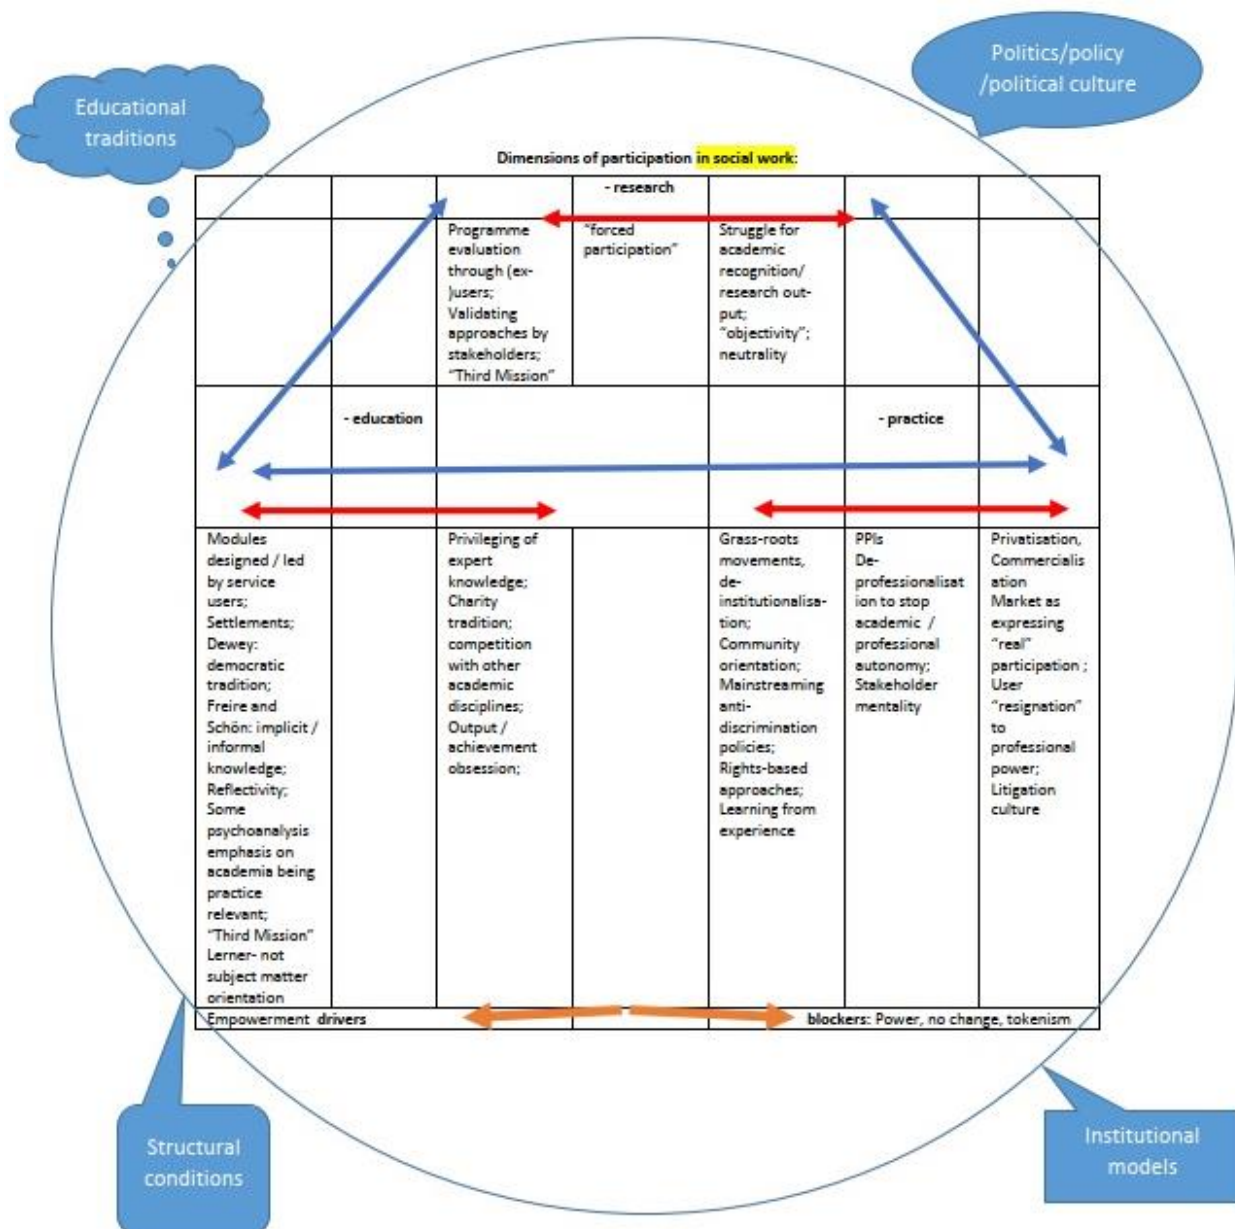 Educational
traditions
Politics/policy
/political culture
Dimensions of participation in social work:
- research
Programme
evaluation
through (ex-
)users;
Validating
approaches by
stakeholders;
“Third Mission”
“forced
participation”
Struggle for
academic
recognition/
research out-
put;
“objectivity”;
neutrality
- education
- practice
Modules
designed / led
by service
users;
Settlements;
Dewey:
democratic
tradition;
Freire and
Schön: implicit /
informal
knowledge;
Reflectivity;
Some
psychoanalysis
emphasis on
academia being
practice
relevant;
“Third Mission”
Lerner- not
subject matter
orientation
Privileging of
expert
knowledge;
Charity
tradition;
competition
with other
academic
disciplines;
Output /
achievement
obsession;
Grass-roots
movements,
de-
institutionalisa-
tion;
Community
orientation;
Mainstreaming
anti-
discrimination
policies;
Rights-based
approaches;
Learning from
experience
PPIs
De-
professionalisat
ion to stop
academic /
professional
autonomy;
Stakeholder
mentality
Privatisation,
Commercialis
ation
Market as
expressing
“real”
participation ;
User
“resignation”
to
professional
power;
Litigation
culture
Empowerment drivers
blockers: Power, no change, tokenism
Structural
conditions
Institutional
models